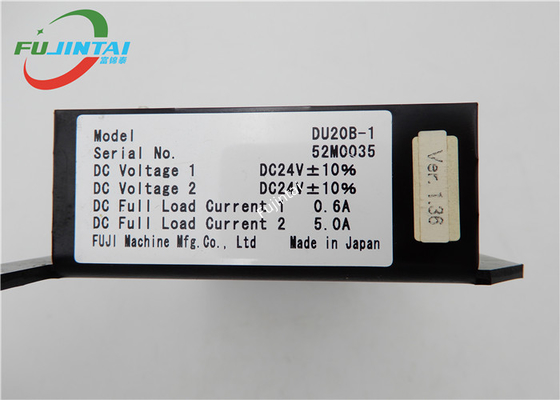 FUJINTAI
富锦泰
Model DU20B-1
Serial No. 52M0035
DC Voltage 1 DC24V±10%
DC Voltage 2 DC24V±10%
DC Full Load Current 1 0.6A
DC Full Load Current 2 5.0A
FUJI Machine Mfg.Co., Ltd Made in Japan
Ver. 1.36
fujintai